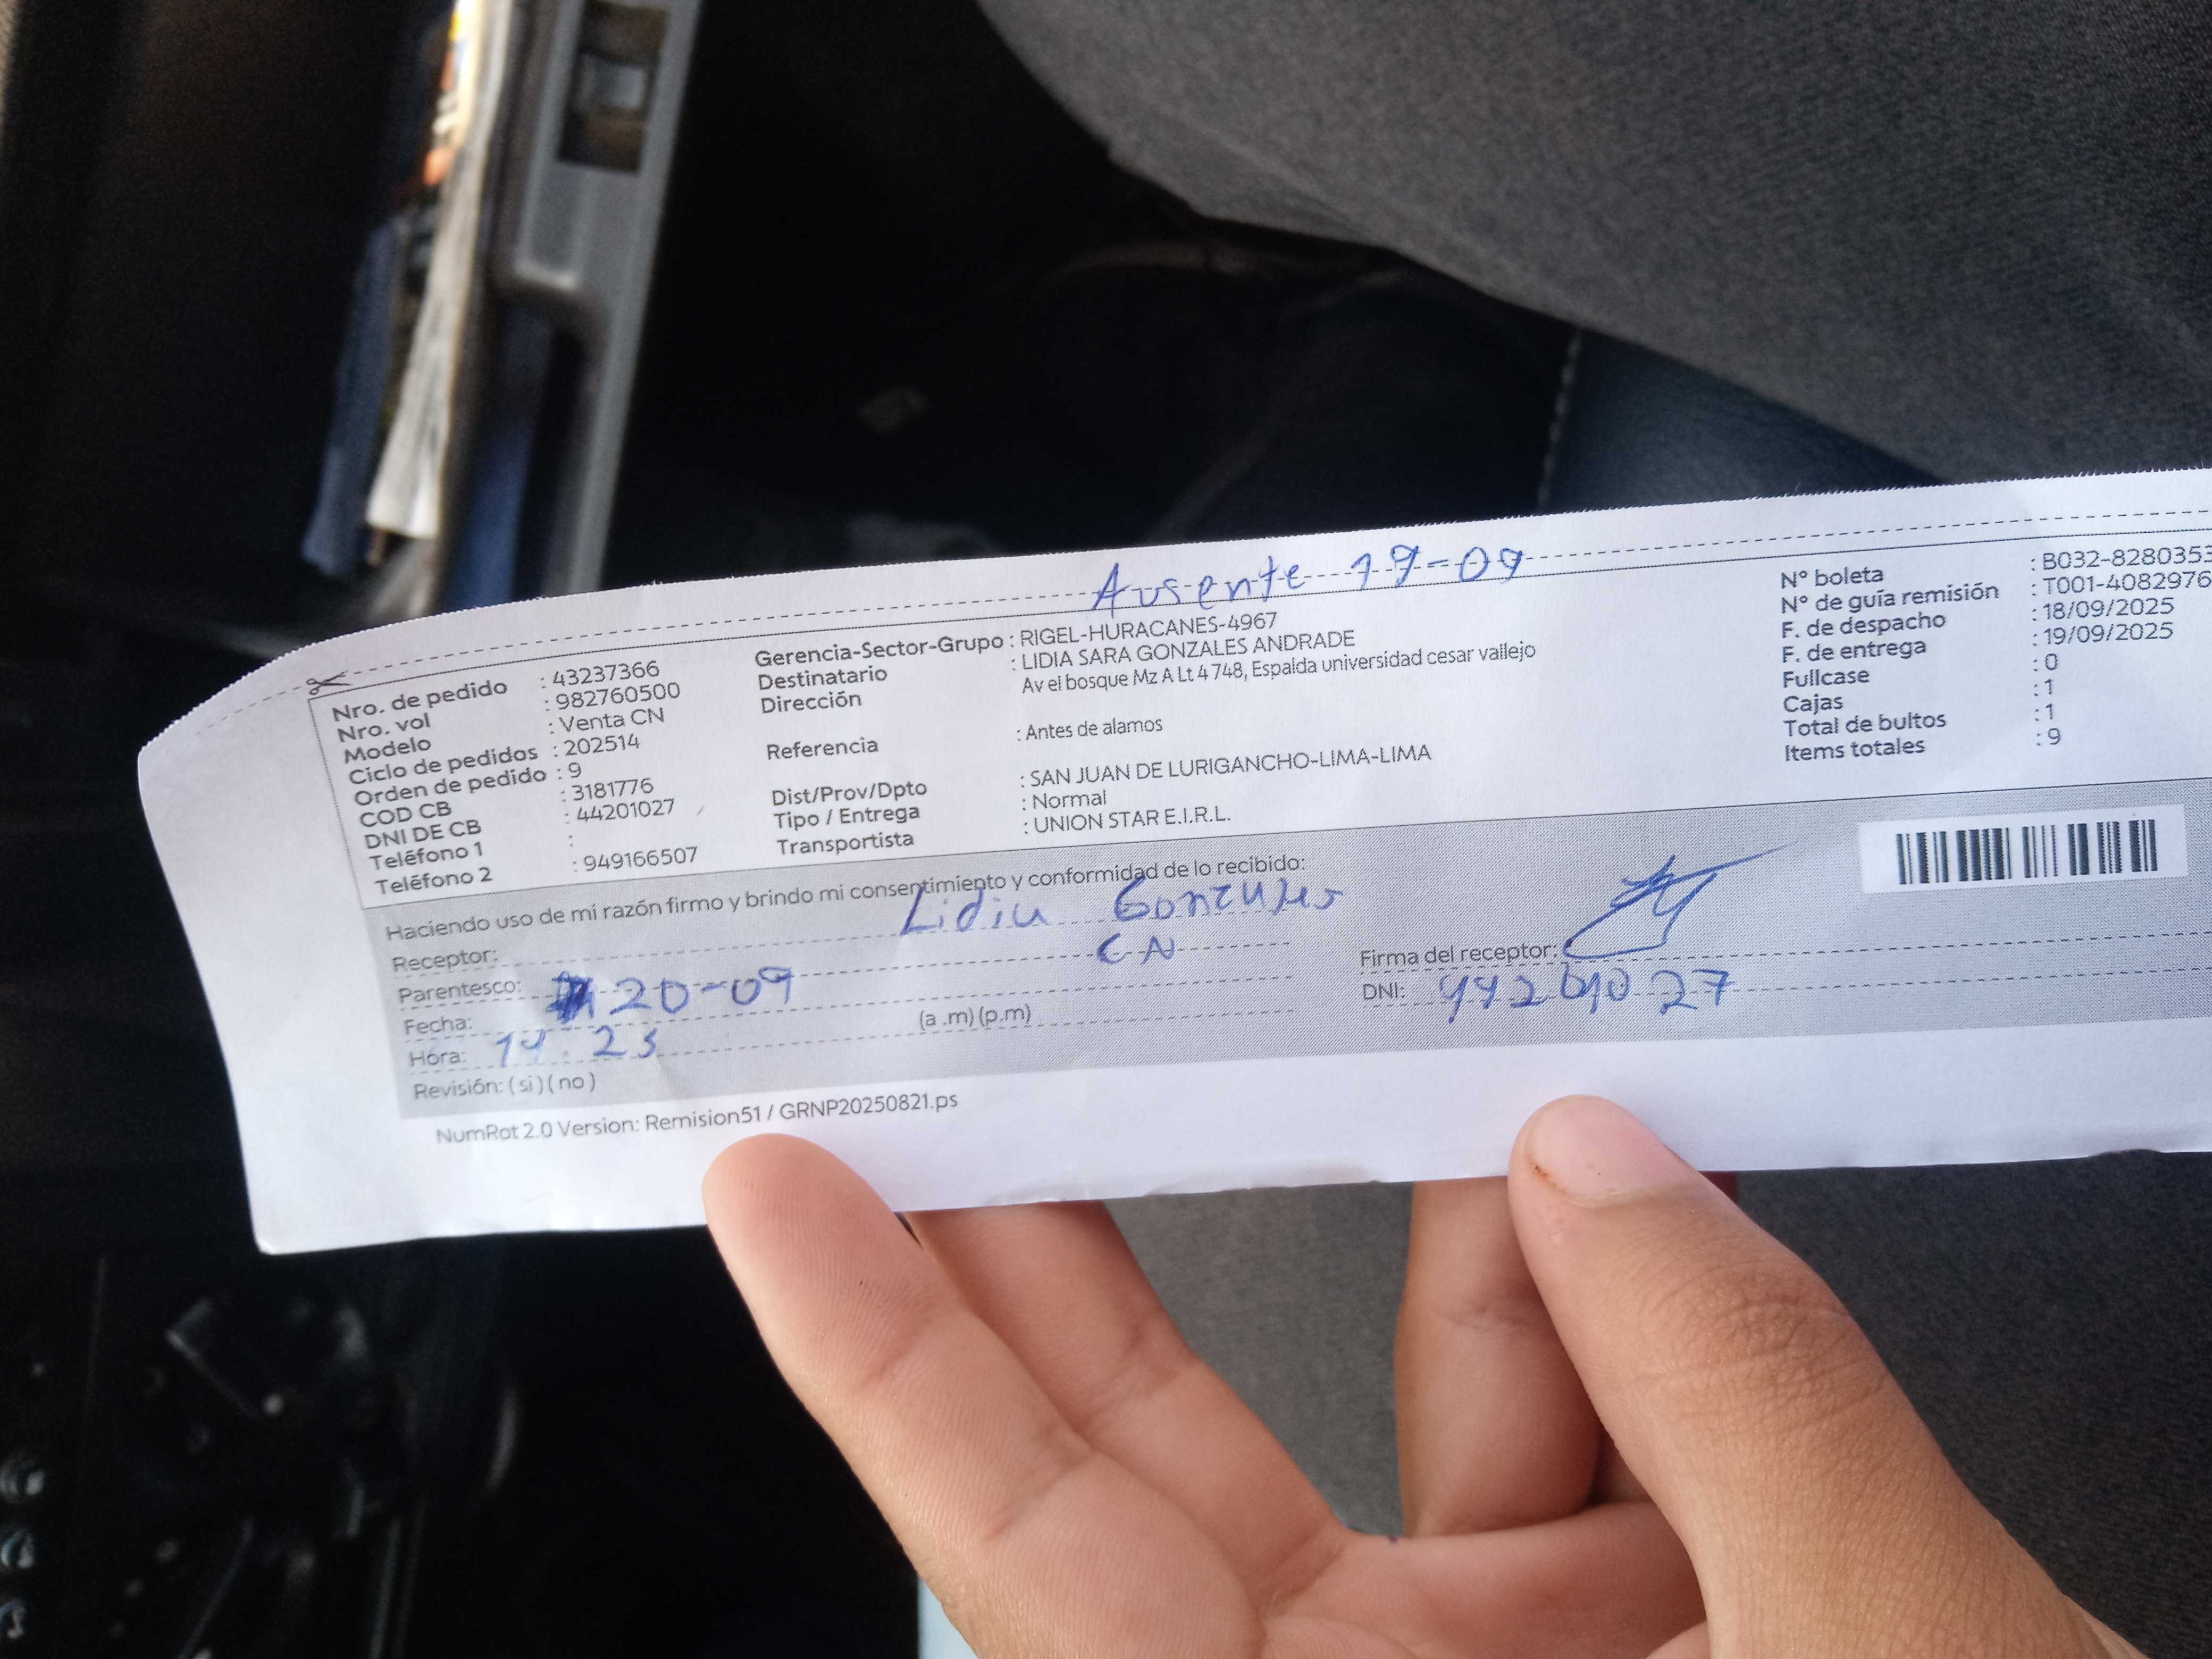 Ausente 19-09
Nro. de pedido : 43237366
Nro. vol : 982760500
Modelo : Venta CN
Ciclo de pedidos : 202514
Orden de pedido : 9
COD CB : 3181776
DNI DE CB : 44201027
Teléfono 1 :
Teléfono 2 : 949166507
Gerencia-Sector-Grupo : RIGEL-HURACANES-4967
Destinatario : LIDIA SARA GONZALES ANDRADE
Dirección Av el bosque Mz A Lt 4 748, Espalda universidad cesar vallejo
Referencia : Antes de alamos
Dist/Prov/Dpto : SAN JUAN DE LURIGANCHO-LIMA-LIMA
Tipo / Entrega : Normal
Transportista : UNION STAR E.I.R.L.
N° boleta : B032-8280353
N° de guía remisión : T001-4082976
F. de despacho : 18/09/2025
F. de entrega : 19/09/2025
Fullcase : 0
Cajas : 1
Total de bultos : 1
Items totales : 9
Haciendo uso de mi razón firmo y brindo mi consentimiento y conformidad de lo recibido:
Receptor: Lidia Gonzales
Parentesco: CN
Fecha: 20-09
Hora: 14:23 (a .m) (p.m)
Revisión: ( si ) ( no )
Firma del receptor:
DNI: 44201027
NumRot 2.0 Version: Remision51 / GRNP20250821.ps